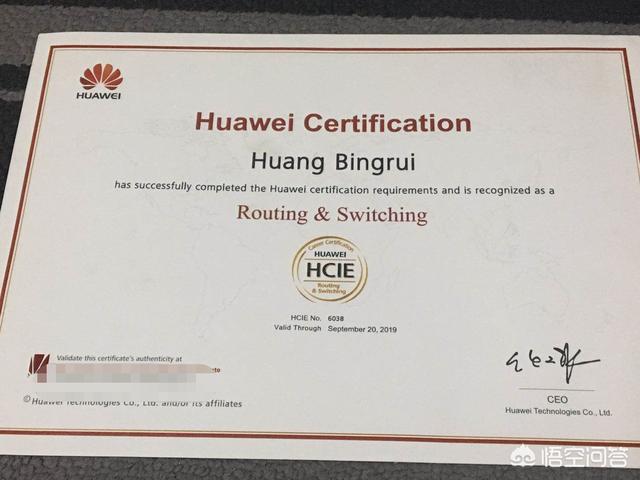 HUAWEI
Huawei Certification
Huang Bingrui
has successfully completed the Huawei certification requirements and is recognized as a
Routing & Switching
Career Certification
HUAWEI
HCIE
Routing
& Switching
HCIE No. 6038
Valid Through September 20, 2019
Validate this certificate's authenticity at
© Huawei Technologies Co., Ltd. and/or its affiliates
CEO
Huawei Technologies Co., Ltd.
悟空问答